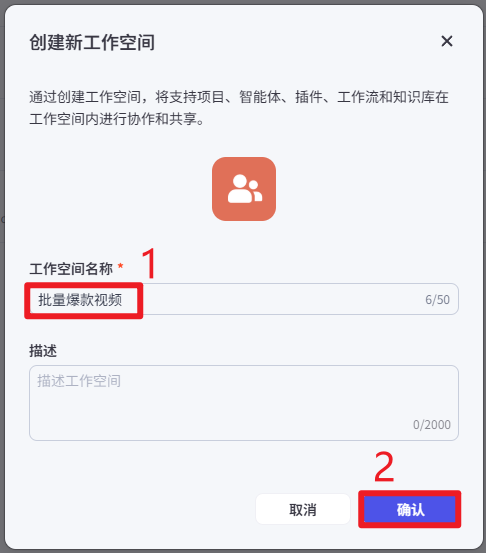 创建新工作空间
通过创建工作空间，将支持项目、智能体、插件、工作流和知识库在
工作空间内进行协作和共享。
工作空间名称 *
1
批量爆款视频
6/50
描述
描述工作空间
0/2000
2
取消
确认